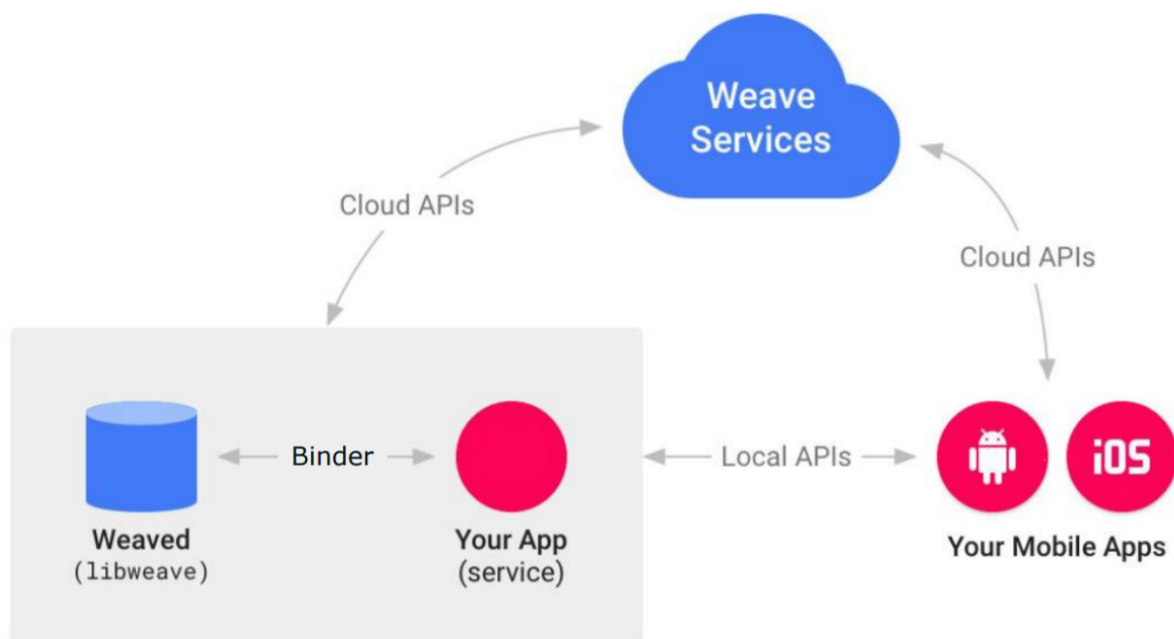 Weave
Services
Cloud APIs
Cloud APIs
Binder
Local APIs
iOS
Weaved
(libweave)
Your App
(service)
Your Mobile Apps